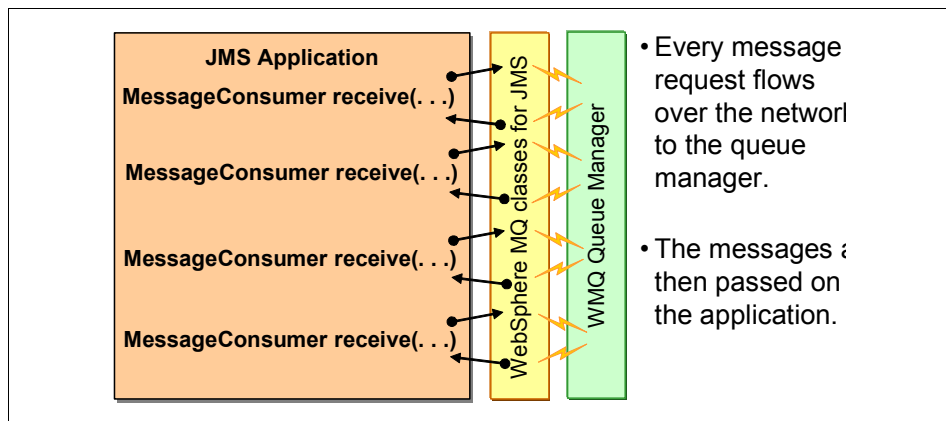 JMS Application
MessageConsumer receive(. . .)
MessageConsumer receive(. . .)
MessageConsumer receive(. . .)
MessageConsumer receive(. . .)
WebSphere MQ classes for JMS
WMQ Queue Manager
• Every message
request flows
over the network
to the queue
manager.
• The messages
then passed on
the application.